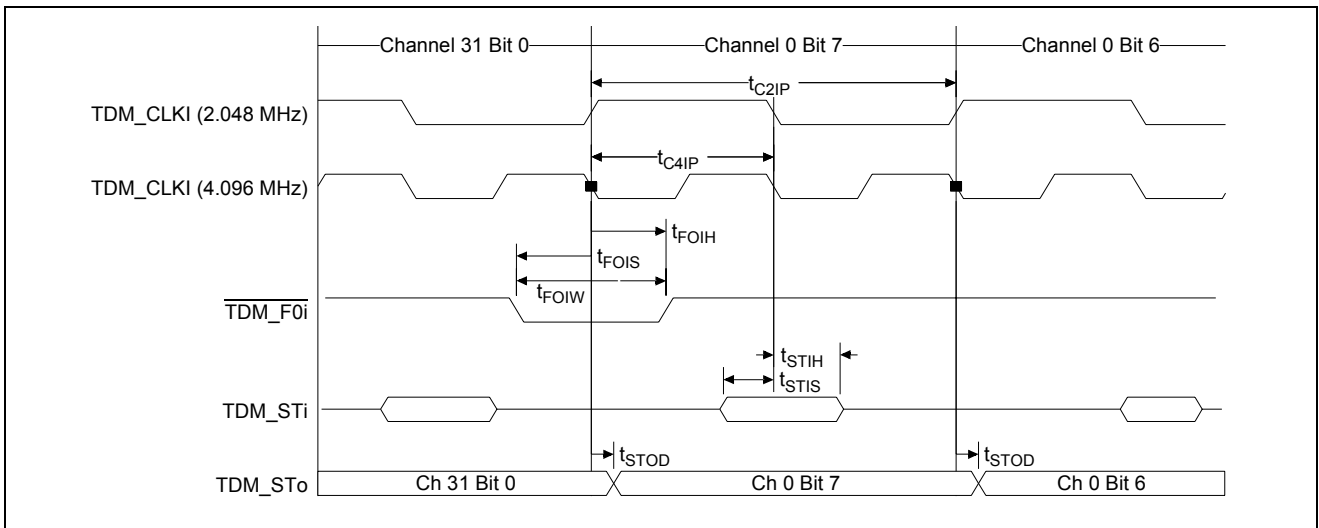 Channel 31 Bit 0 Channel 0 Bit 7 Channel 0 Bit 6
tC2IP
TDM_CLKI (2.048 MHz)
tC4IP
TDM_CLKI (4.096 MHz)
tFOIH
tFOIS
tFOIW
TDM_F0i
tSTIH
tSTIS
TDM_STi
tSTOD tSTOD
TDM_STo Ch 31 Bit 0 Ch 0 Bit 7 Ch 0 Bit 6